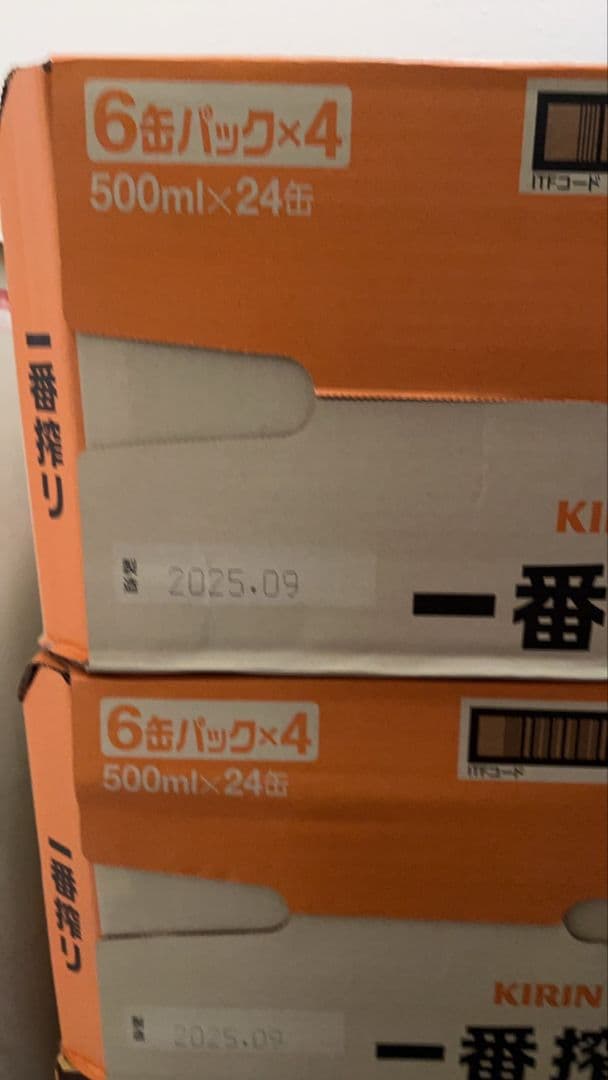 6缶パック×4
500ml×24缶
ITFコード
一番搾り
KI
製造 2025.09
一番
6缶パック×4
500ml×24缶
ITFコード
一番搾り
KIRIN
製造 2025.09
一番搾